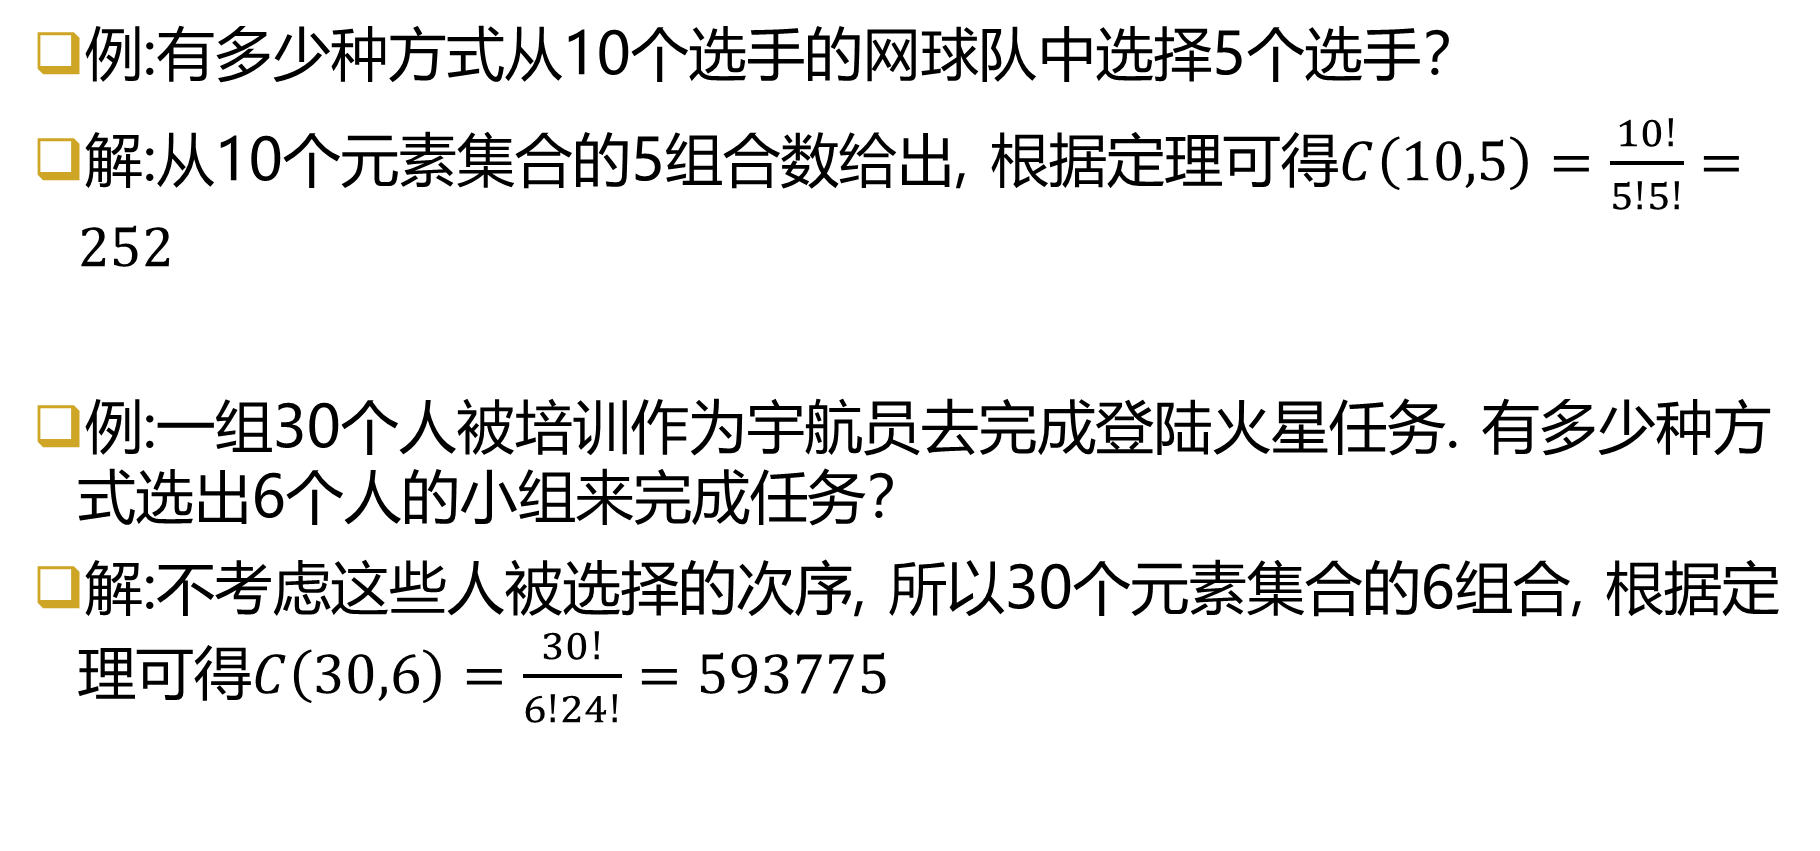 ❑例:有多少种方式从10个选手的网球队中选择5个选手?
❑解:从10个元素集合的5组合数给出, 根据定理可得C(10,5) = 10!/5!5! =
252
❑例:一组30个人被培训作为宇航员去完成登陆火星任务. 有多少种方
式选出6个人的小组来完成任务?
❑解:不考虑这些人被选择的次序, 所以30个元素集合的6组合, 根据定
理可得C(30,6) = 30!/6!24! = 593775